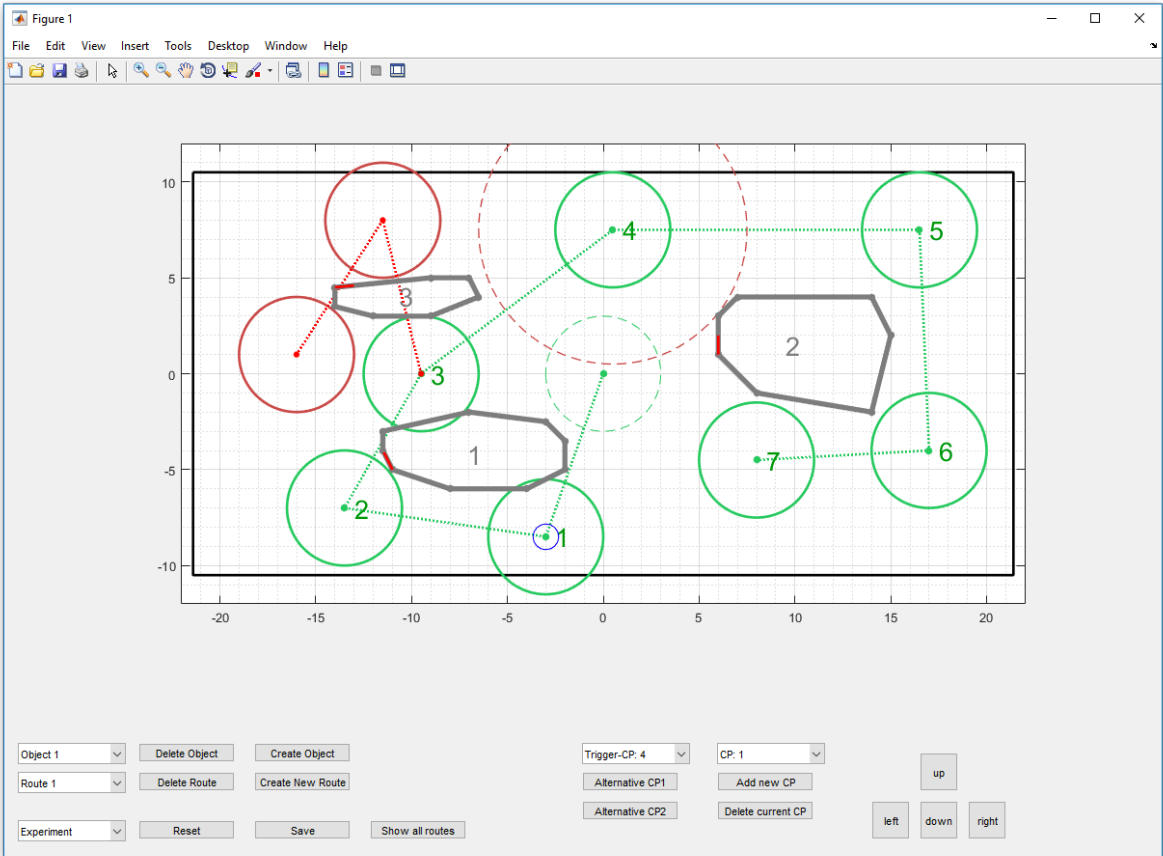 Figure 1
File Edit View Insert Tools Desktop Window Help
10
5
0
-5
-10
4
5
3
2
3
1
7
6
2
1
-20 -15 -10 -5 0 5 10 15 20
Object 1 Delete Object Create Object Trigger-CP: 4 CP: 1
Route 1 Delete Route Create New Route Alternative CP1 Add new CP up
Alternative CP2 Delete current CP
left down right
Experiment Reset Save Show all routes